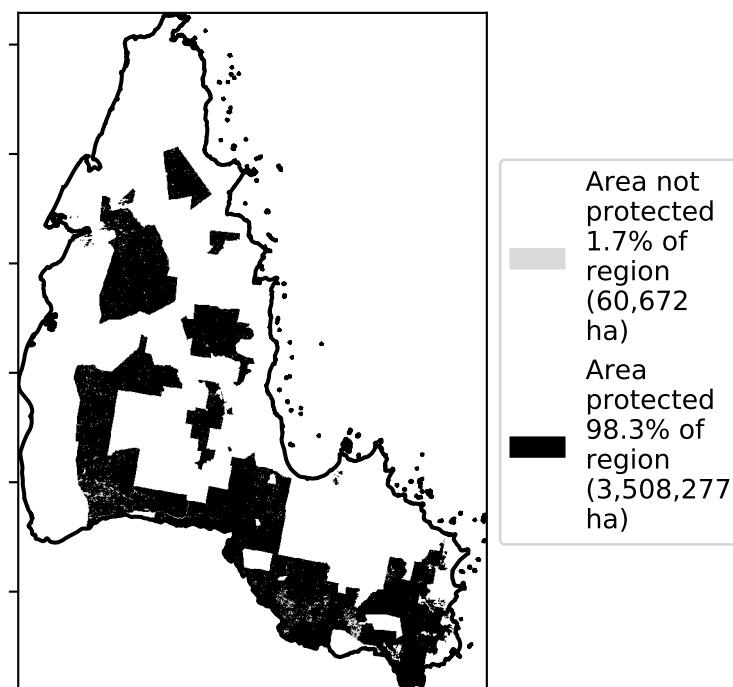 Area not
protected
1.7% of
region
(60,672
ha)
Area
protected
98.3% of
region
(3,508,277
ha)